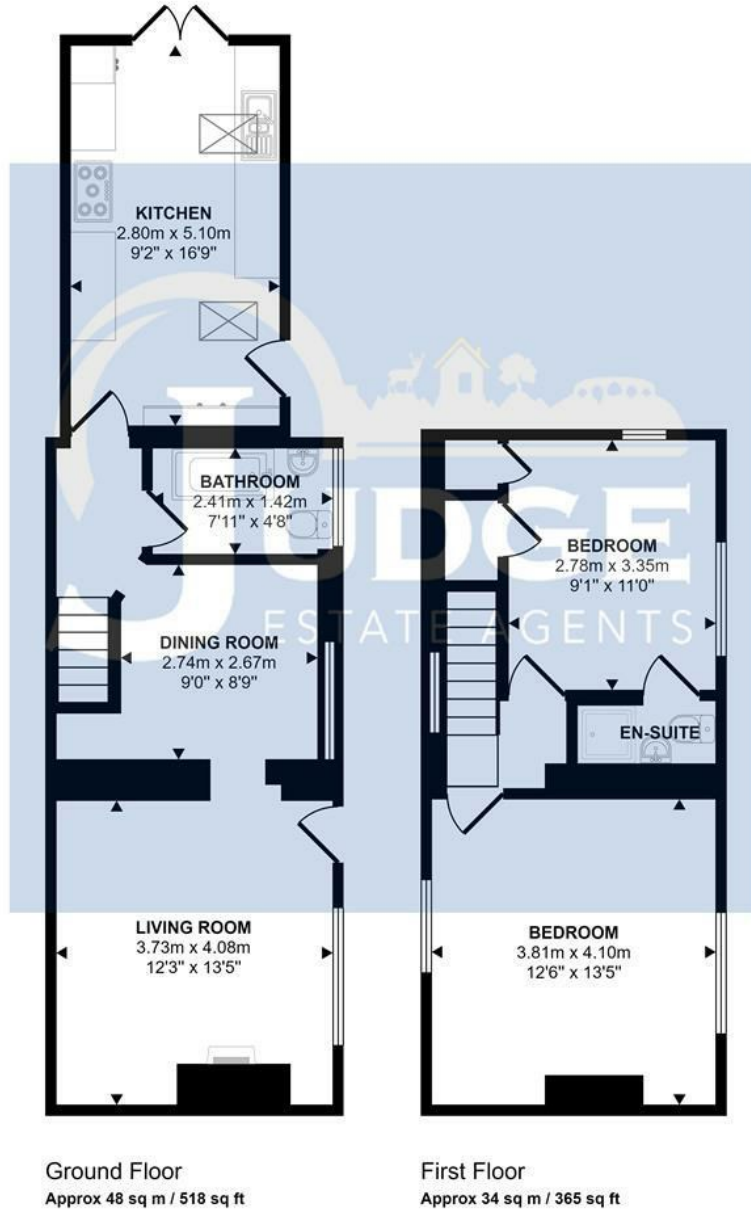 KITCHEN
2.80m x 5.10m
9'2" x 16'9"
BATHROOM
2.41m x 1.42m
7'11" x 4'8"
DINING ROOM
2.74m x 2.67m
9'0" x 8'9"
LIVING ROOM
3.73m x 4.08m
12'3" x 13'5"
Ground Floor
Approx 48 sq m / 518 sq ft
BEDROOM
2.78m x 3.35m
9'1" x 11'0"
EN-SUITE
BEDROOM
3.81m x 4.10m
12'6" x 13'5"
First Floor
Approx 34 sq m / 365 sq ft
JUDGE
ESTATE AGENTS